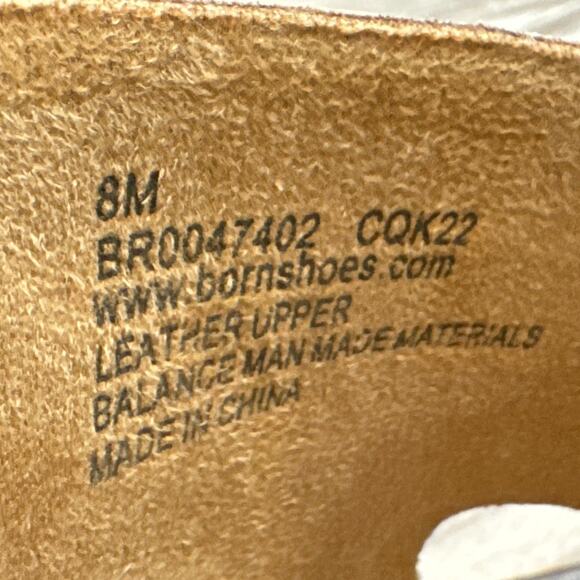 8M
BR0047402 CQK22
www.bornshoes.com
LEATHER UPPER
BALANCE MAN MADE MATERIALS
MADE IN CHINA